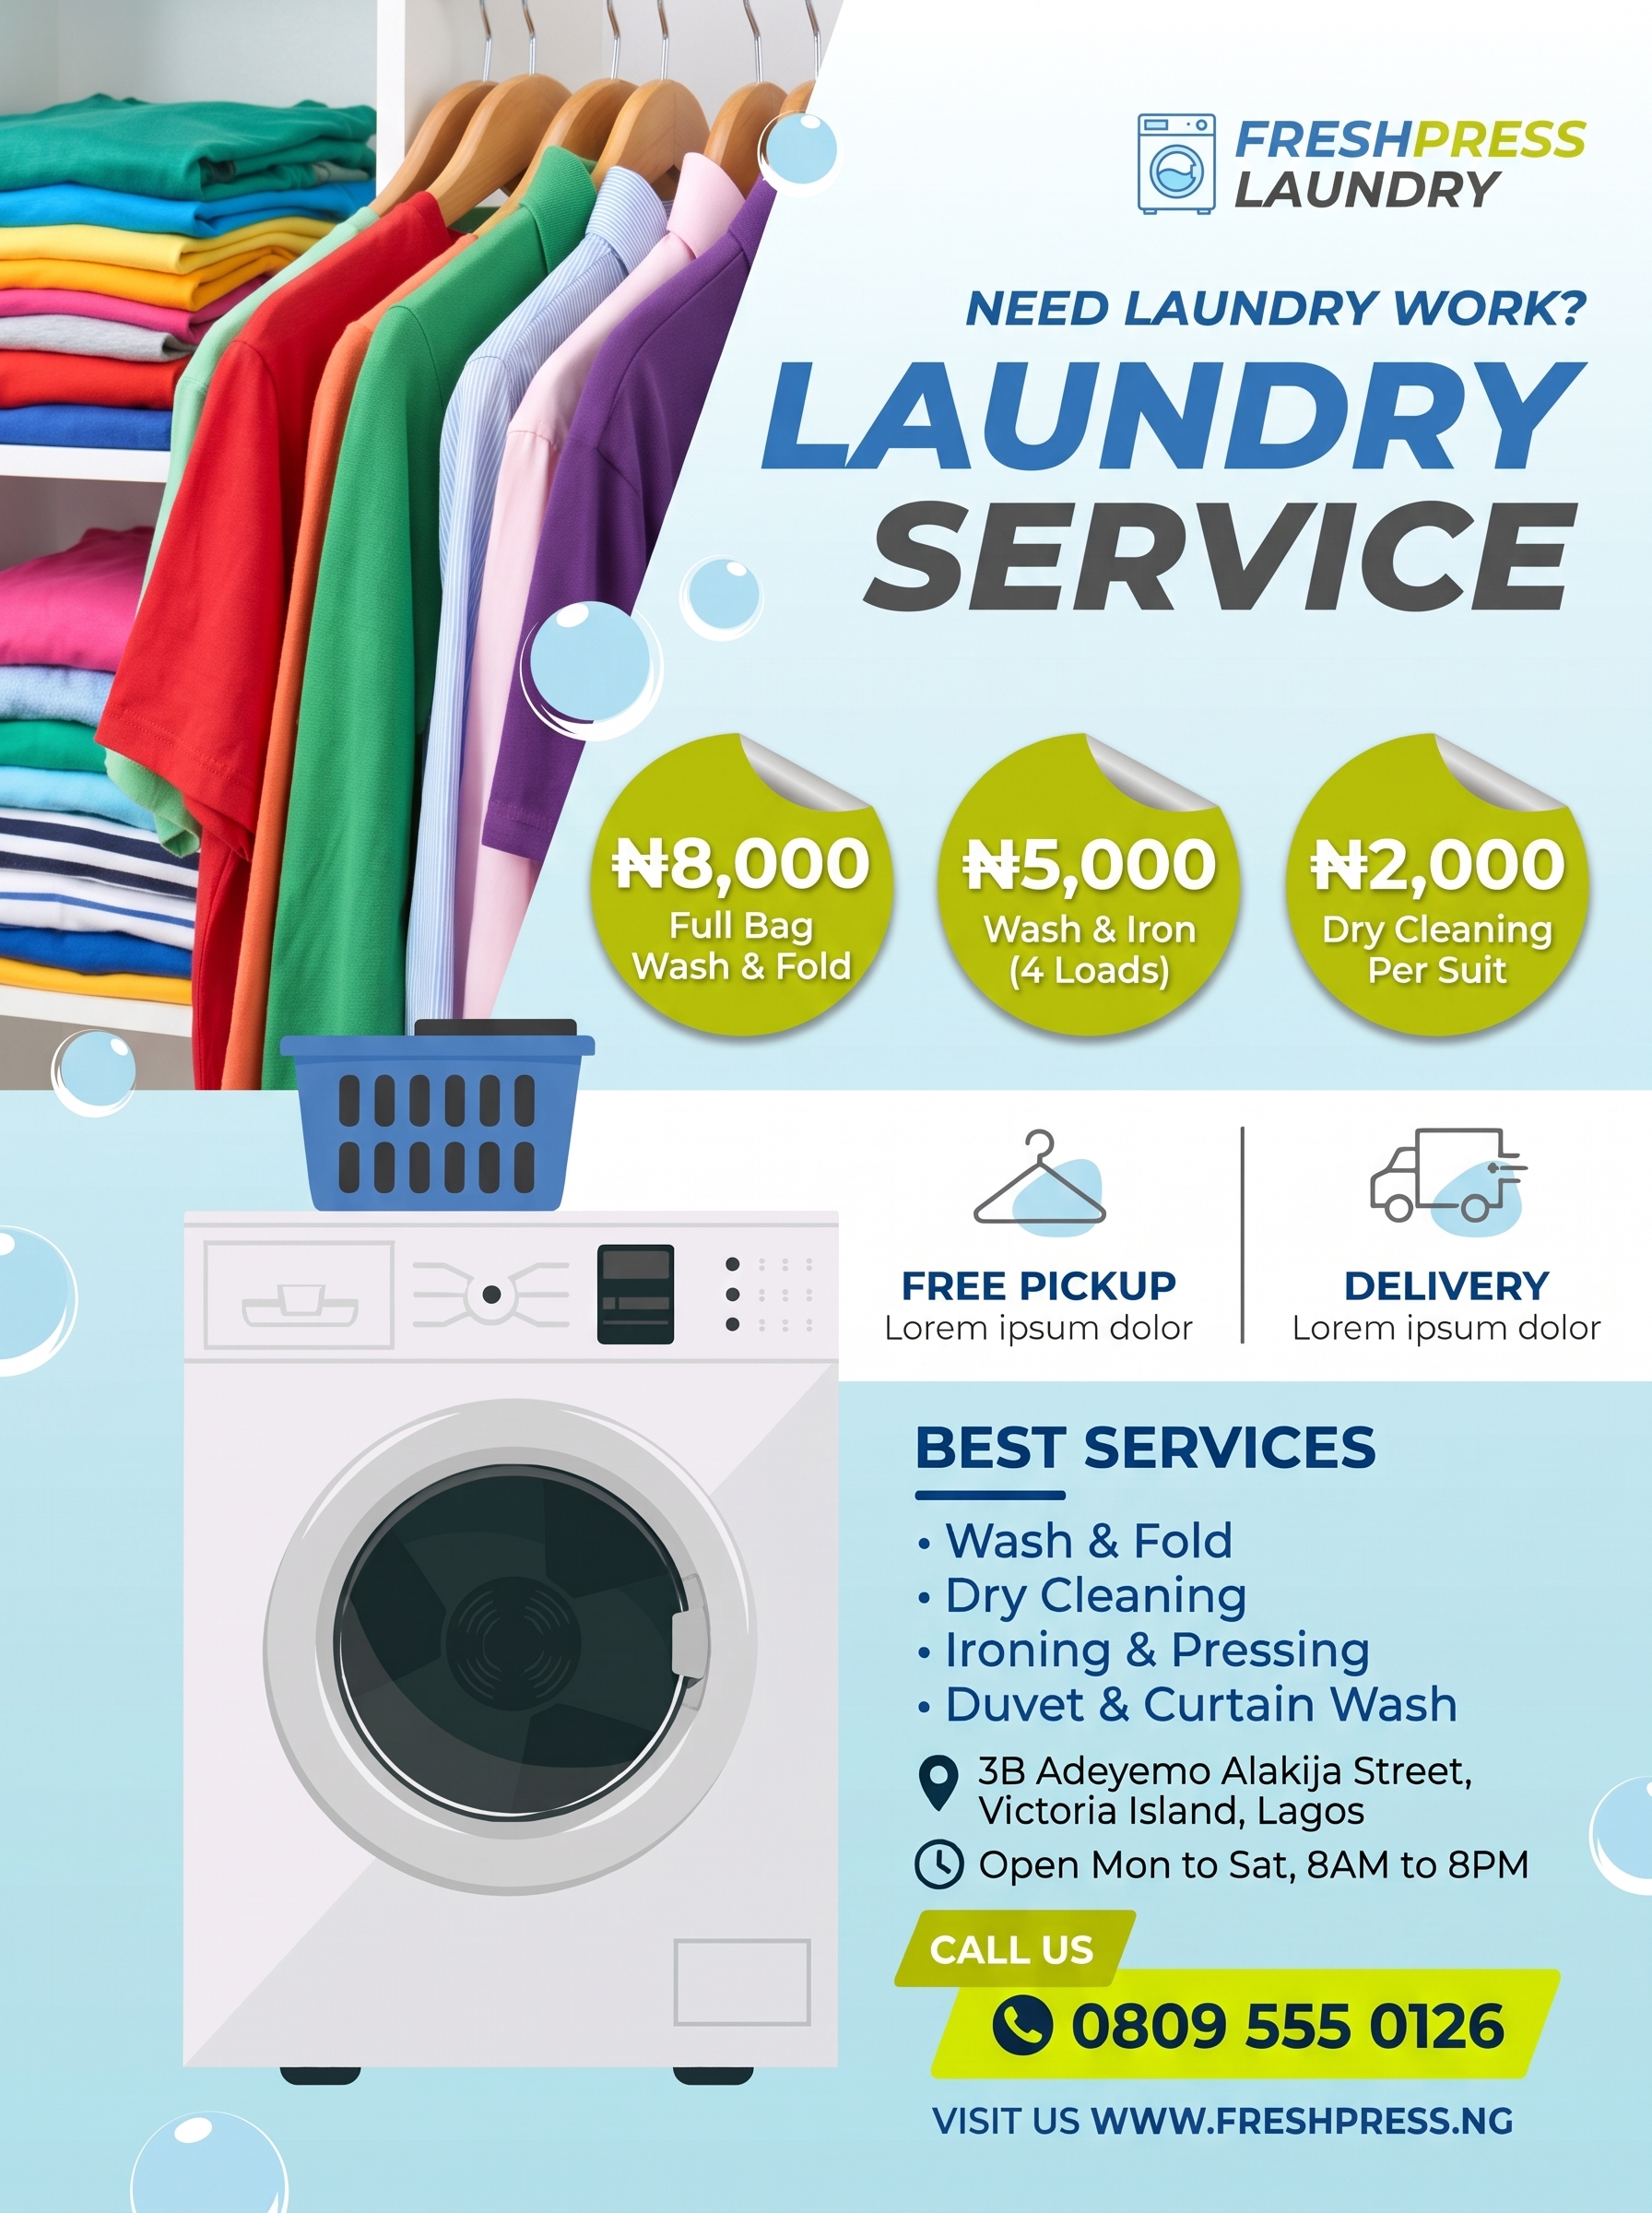 FRESHPRESS
LAUNDRY
NEED LAUNDRY WORK?
LAUNDRY
SERVICE
₦8,000
Full Bag
Wash & Fold
₦5,000
Wash & Iron
(4 Loads)
₦2,000
Dry Cleaning
Per Suit
FREE PICKUP
Lorem ipsum dolor
DELIVERY
Lorem ipsum dolor
BEST SERVICES
• Wash & Fold
• Dry Cleaning
• Ironing & Pressing
• Duvet & Curtain Wash
3B Adeyemo Alakija Street,
Victoria Island, Lagos
Open Mon to Sat, 8AM to 8PM
CALL US
0809 555 0126
VISIT US WWW.FRESHPRESS.NG